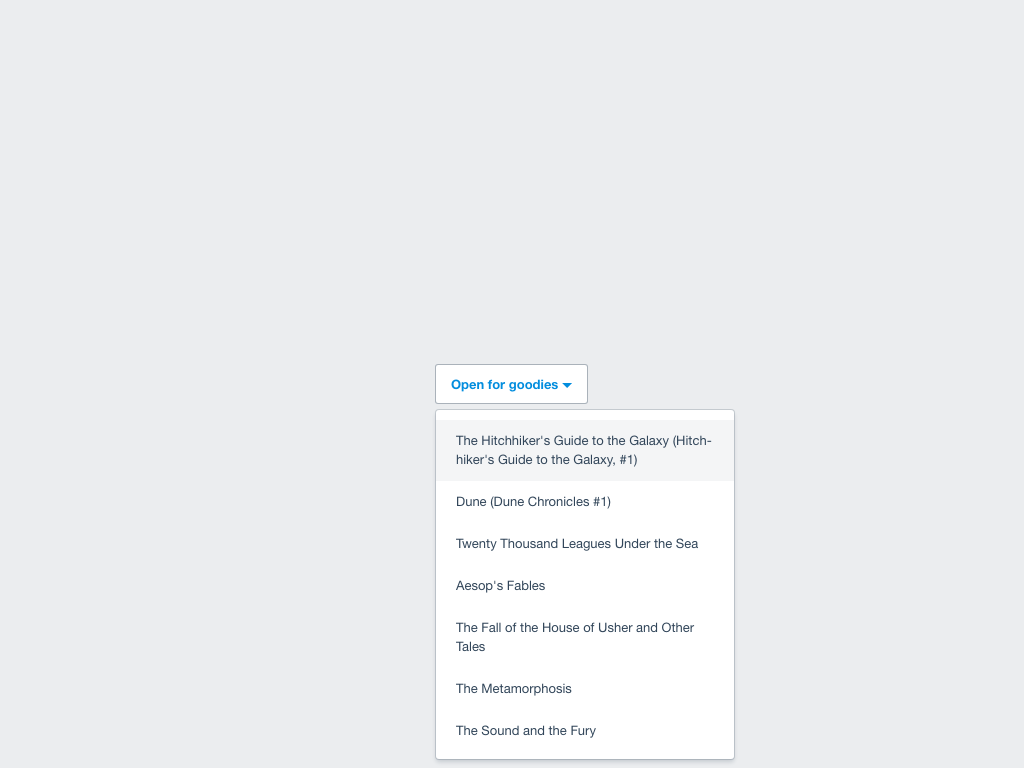 Open for goodies
The Hitchhiker's Guide to the Galaxy (Hitch-
hiker's Guide to the Galaxy, #1)
Dune (Dune Chronicles #1)
Twenty Thousand Leagues Under the Sea
Aesop's Fables
The Fall of the House of Usher and Other
Tales
The Metamorphosis
The Sound and the Fury